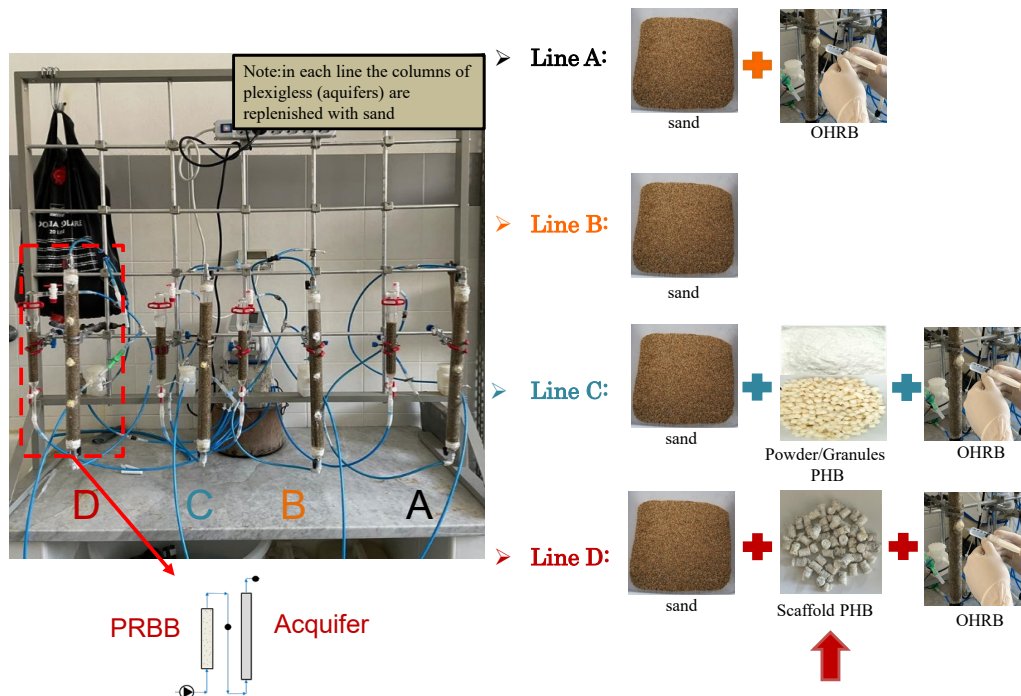 Note:in each line the columns of
plexigless (aquifers) are
replenished with sand
D
C
B
A
PRBB
Acquifer
Line A:
sand
OHRB
Line B:
sand
Line C:
sand
Powder/Granules
PHB
OHRB
Line D:
sand
Scaffold PHB
OHRB